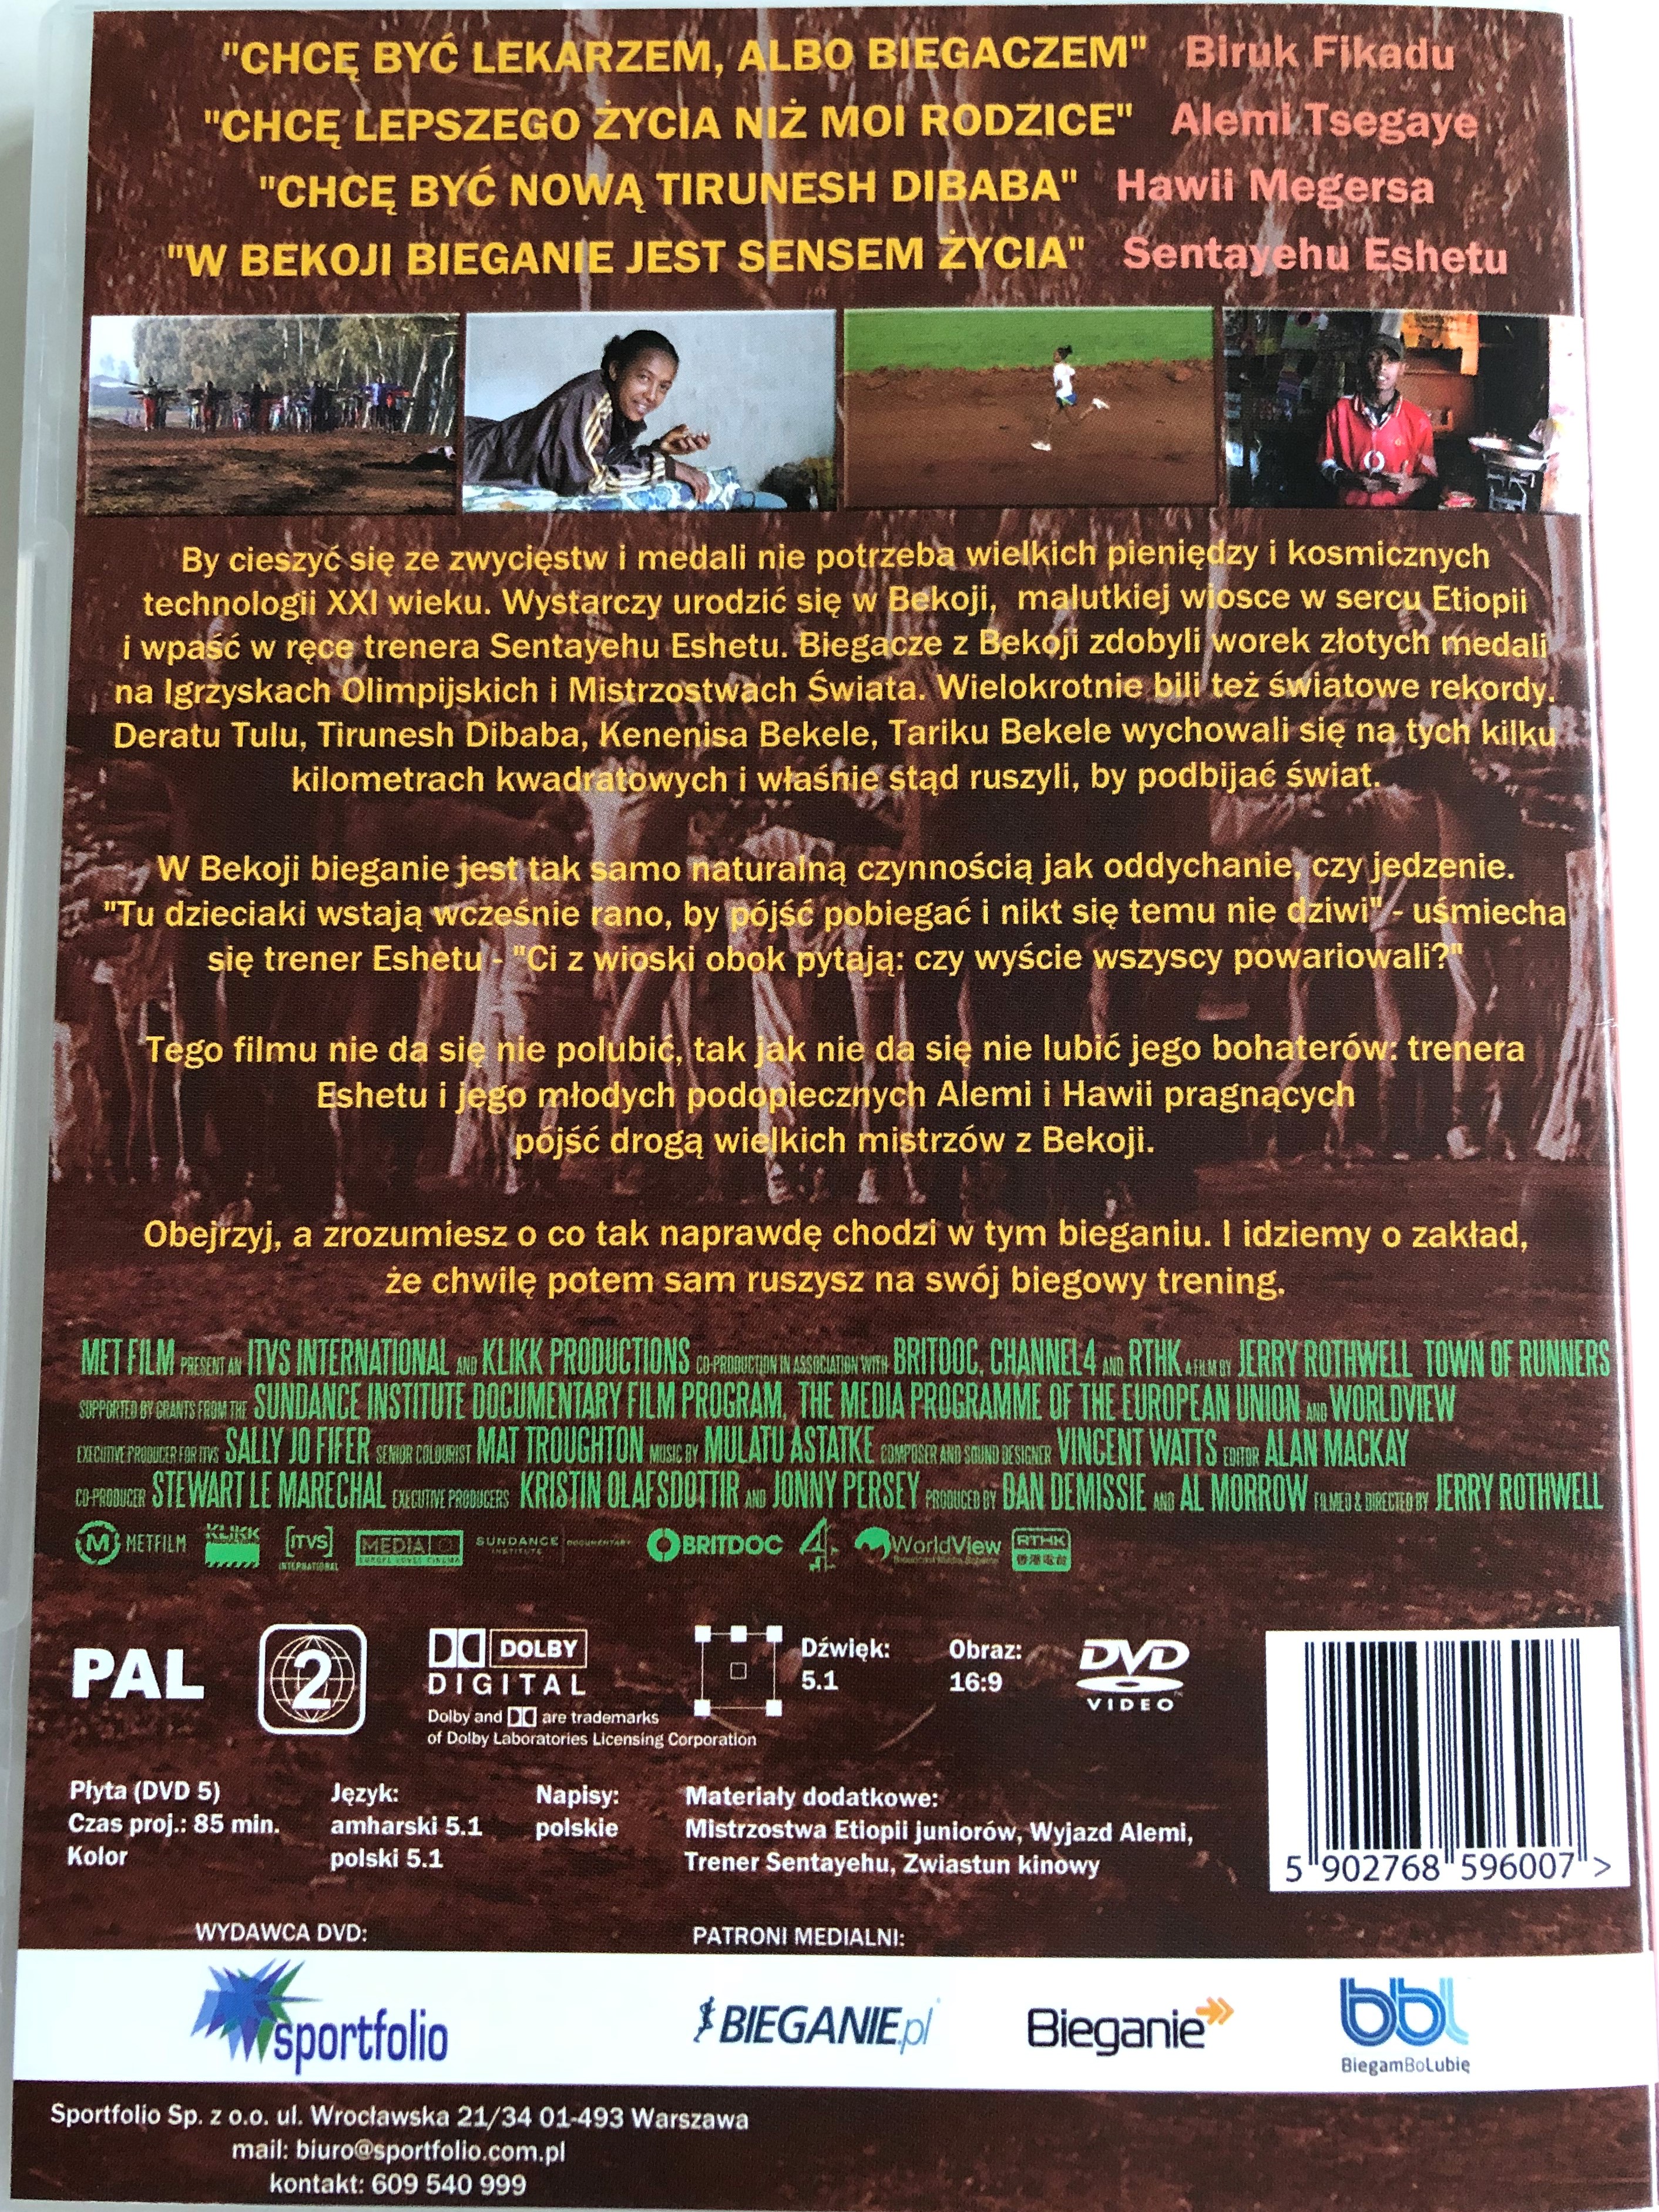 "CHCĘ BYĆ LEKARZEM, ALBO BIEGACZEM" Biruk Fikadu
"CHCĘ LEPSZEGO ŻYCIA NIŻ MOI RODZICE" Alemi Tsegaye
"CHCĘ BYĆ NOWĄ TIRUNESH DIBABA" Hawii Megersa
"W BEKOJI BIEGANIE JEST SENSEM ŻYCIA" Sentayehu Eshetu
By cieszyć się ze zwycięstw i medali nie potrzeba wielkich pieniędzy i kosmicznych
technologii XXI wieku. Wystarczy urodzić się w Bekoji, malutkiej wiosce w sercu Etiopii
i wpaść w ręce trenera Sentayehu Eshetu. Biegacze z Bekoji zdobyli worek złotych medali
na Igrzyskach Olimpijskich i Mistrzostwach Świata. Wielokrotnie bili też światowe rekordy.
Deratu Tulu, Tirunesh Dibaba, Kenenisa Bekele, Tariku Bekele wychowali się na tych kilku
kilometrach kwadratowych i właśnie stąd ruszyli, by podbijać świat.
W Bekoji bieganie jest tak samo naturalną czynnością jak oddychanie, czy jedzenie.
"Tu dzieciaki wstają wcześnie rano, by pójść pobiegać i nikt się temu nie dziwi" - uśmiecha
się trener Eshetu - "Ci z wioski obok pytają: czy wyście wszyscy powariowali?"
Tego filmu nie da się nie polubić, tak jak nie da się nie lubić jego bohaterów: trenera
Eshetu i jego młodych podopiecznych Alemi i Hawii pragnących
pójść drogą wielkich mistrzów z Bekoji.
Obejrzyj, a zrozumiesz o co tak naprawdę chodzi w tym bieganiu. I idziemy o zakład,
że chwilę potem sam ruszysz na swój biegowy trening.
MET FILM PRESENT AN ITVS INTERNATIONAL AND KLIKK PRODUCTIONS CO-PRODUCTION IN ASSOCIATION WITH BRITDOC, CHANNEL4 AND RTHK A FILM BY JERRY ROTHWELL TOWN OF RUNNERS
SUPPORTED BY GRANTS FROM THE SUNDANCE INSTITUTE DOCUMENTARY FILM PROGRAM, THE MEDIA PROGRAMME OF THE EUROPEAN UNION AND WORLDVIEW
EXECUTIVE PRODUCER FOR ITVS SALLY JO FIFER SENIOR COLOURIST MAT TROUGHTON MUSIC BY MULATU ASTATKE COMPOSER AND SOUND DESIGNER VINCENT WATTS EDITOR ALAN MACKAY
CO-PRODUCER STEWART LE MARECHAL EXECUTIVE PRODUCERS KRISTIN OLAFSDOTTIR AND JONNY PERSEY PRODUCED BY DAN DEMISSIE AND AL MORROW FILMED & DIRECTED BY JERRY ROTHWELL
M METFILM KLIKK [ITVS] INTERNATIONAL MEDIA EUROPE LOVES CINEMA SUNDANCE INSTITUTE DOCUMENTARY BRITDOC 4 WorldView RTHK 香港電台
PAL 2 DOLBY DIGITAL Dźwięk: 5.1 Obraz: 16:9 DVD VIDEO
Dolby and are trademarks
of Dolby Laboratories Licensing Corporation
Płyta (DVD 5)
Czas proj.: 85 min.
Kolor
Język:
amharski 5.1
polski 5.1
Napisy:
polskie
Materiały dodatkowe:
Mistrzostwa Etiopii juniorów, Wyjazd Alemi,
Trener Sentayehu, Zwiastun kinowy
5 902768 596007 >
WYDAWCA DVD:
PATRONI MEDIALNI:
sportfolio
BIEGANIE.pl
Bieganie
bbl
BiegamBoLubię
Sportfolio Sp. z o.o. ul. Wrocławska 21/34 01-493 Warszawa
mail: biuro@sportfolio.com.pl
kontakt: 609 540 999